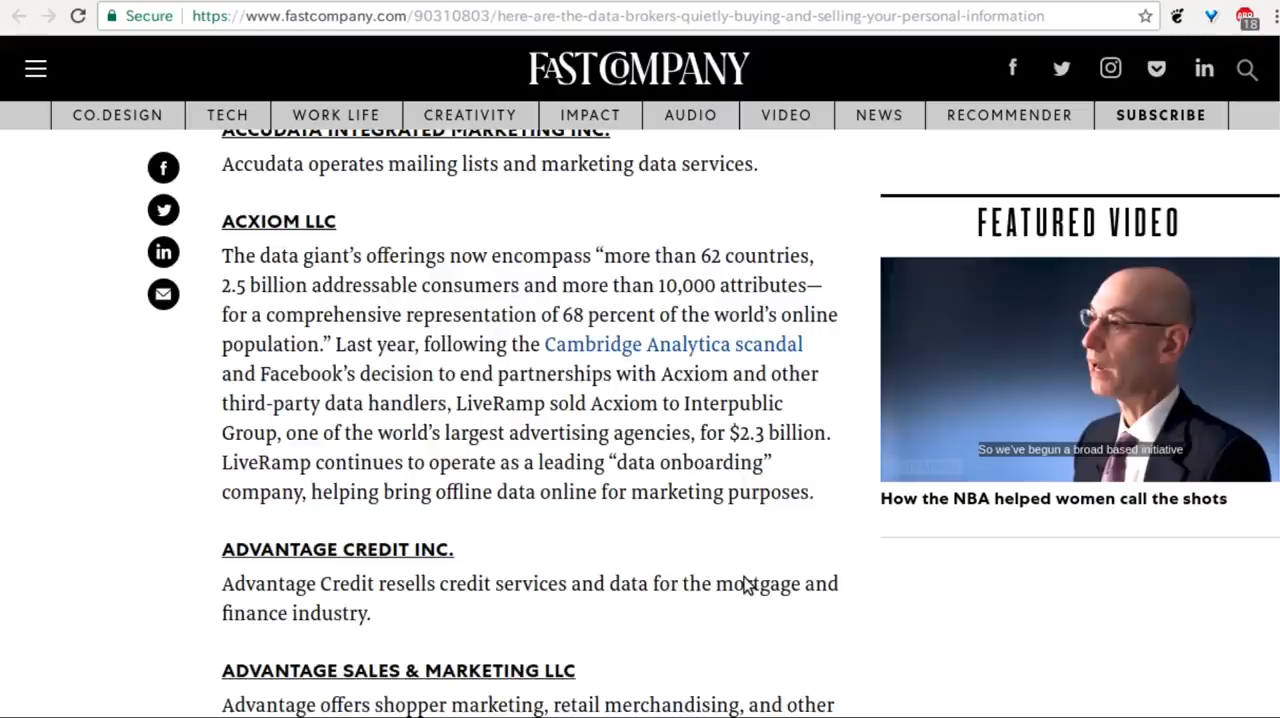 Secure
https://www.fastcompany.com/90310803/here-are-the-data-brokers-quietly-buying-and-selling-your-personal-information
18
FAST COMPANY
CO.DESIGN
TECH
WORK LIFE
CREATIVITY
IMPACT
AUDIO
VIDEO
NEWS
RECOMMENDER
SUBSCRIBE
ACCUDATA INTEGRATED MARKETING INC.
Accudata operates mailing lists and marketing data services.
ACXIOM LLC
The data giant’s offerings now encompass “more than 62 countries,
2.5 billion addressable consumers and more than 10,000 attributes—
for a comprehensive representation of 68 percent of the world’s online
population.” Last year, following the Cambridge Analytica scandal
and Facebook’s decision to end partnerships with Acxiom and other
third-party data handlers, LiveRamp sold Acxiom to Interpublic
Group, one of the world’s largest advertising agencies, for $2.3 billion.
LiveRamp continues to operate as a leading “data onboarding”
company, helping bring offline data online for marketing purposes.
ADVANTAGE CREDIT INC.
Advantage Credit resells credit services and data for the mortgage and
finance industry.
ADVANTAGE SALES & MARKETING LLC
Advantage offers shopper marketing, retail merchandising, and other
FEATURED VIDEO
So we've begun a broad based initiative
How the NBA helped women call the shots